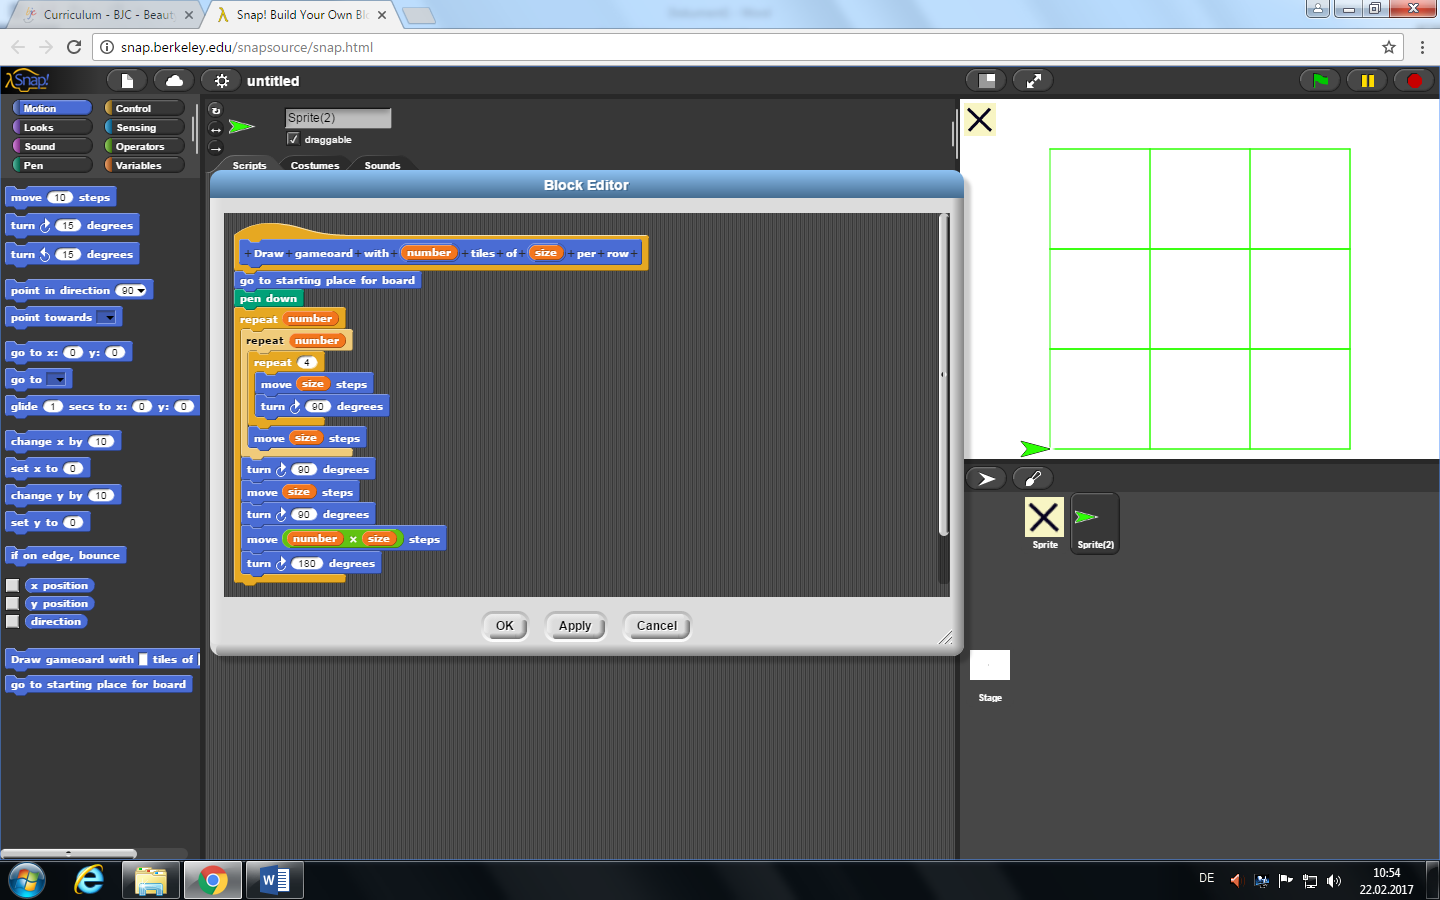 Curriculum - BJC - Beaut
Snap! Build Your Own Blo
snap.berkeley.edu/snapsource/snap.html
Snap!
untitled
Motion
Control
Looks
Sensing
Sound
Operators
Pen
Variables
Sprite(2)
draggable
Scripts
Costumes
Sounds
move 10 steps
turn 15 degrees
turn 15 degrees
point in direction 90
point towards
go to x: 0 y: 0
go to
glide 1 secs to x: 0 y: 0
change x by 10
set x to 0
change y by 10
set y to 0
if on edge, bounce
x position
y position
direction
Draw gameoard with tiles of
go to starting place for board
Block Editor
+ Draw + gameoard + with + number + tiles + of + size + per + row +
go to starting place for board
pen down
repeat number
repeat number
repeat 4
move size steps
turn 90 degrees
move size steps
turn 90 degrees
move size steps
turn 90 degrees
move number x size steps
turn 180 degrees
OK
Apply
Cancel
Sprite
Sprite(2)
Stage
DE
10:54
22.02.2017